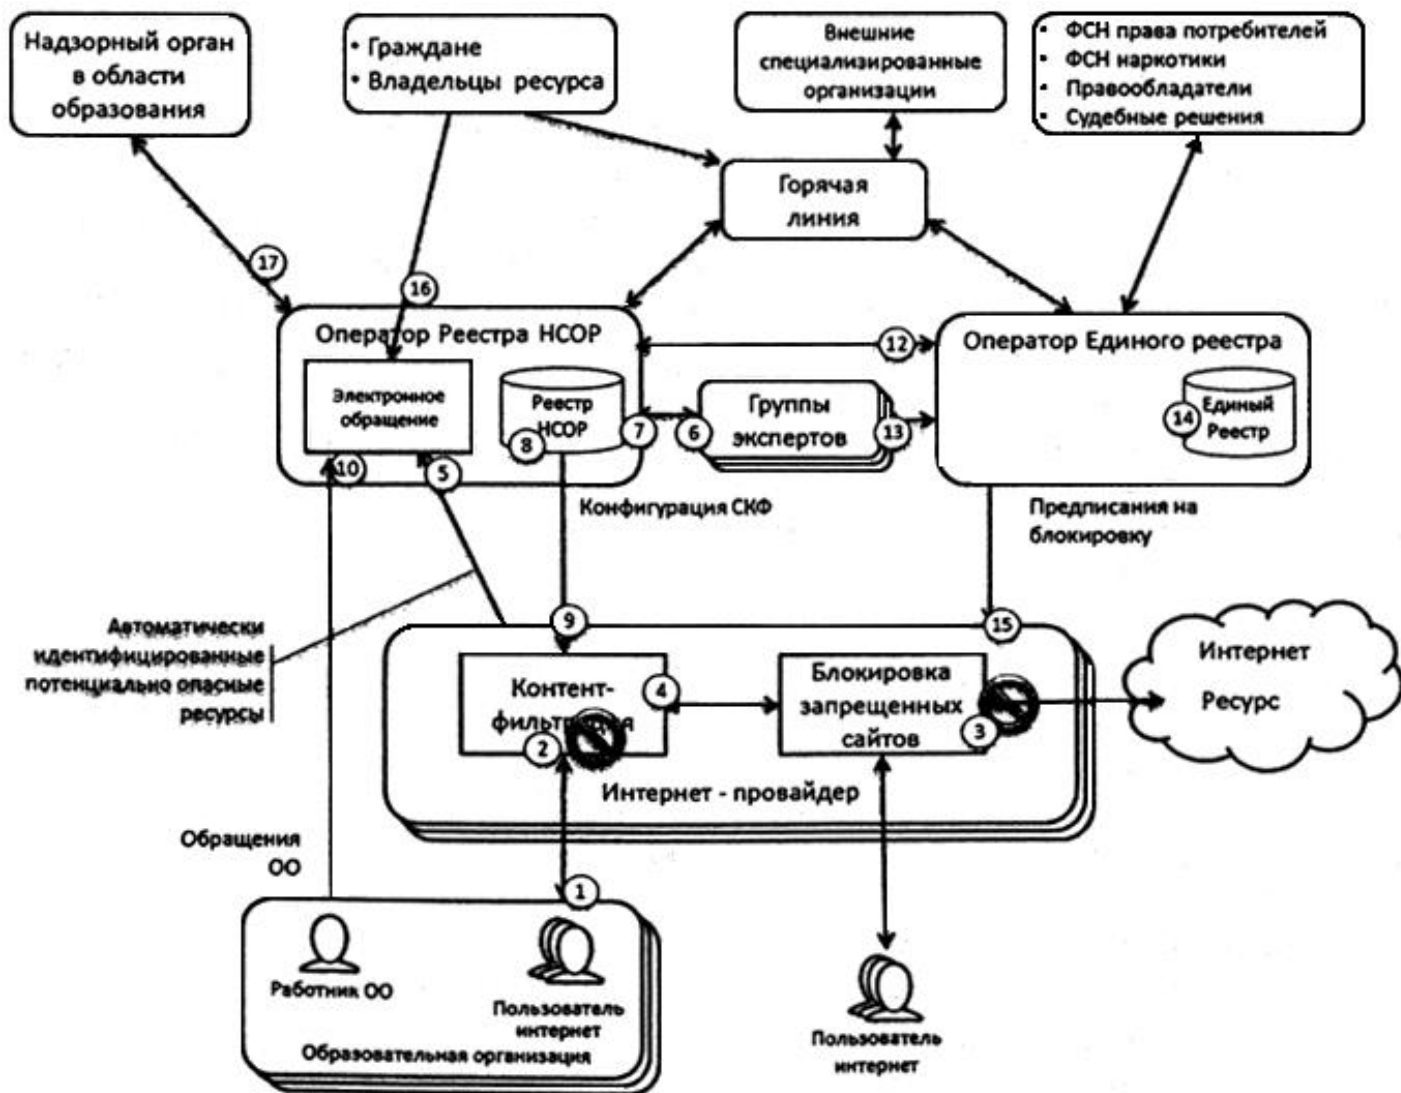 Надзорный орган
в области
образования
• Граждане
• Владельцы ресурса
Внешние
специализированные
организации
• ФСН права потребителей
• ФСН наркотики
• Правообладатели
• Судебные решения
Горячая
линия
17
16
Оператор Реестра НСОР
12
Оператор Единого реестра
Электронное
обращение
Реестр
НСОР
8
7
6
Группы
экспертов
13
14
Единый
Реестр
10
5
Конфигурация СКФ
Предписания на
блокировку
Автоматически
идентифицированные
потенциально опасные
ресурсы
9
15
Контент-
фильтрация
2
4
Блокировка
запрещенных
сайтов
3
Интернет
Ресурс
Интернет - провайдер
Обращения
ОО
1
Работник ОО
Пользователь
интернет
Образовательная организация
Пользователь
интернет